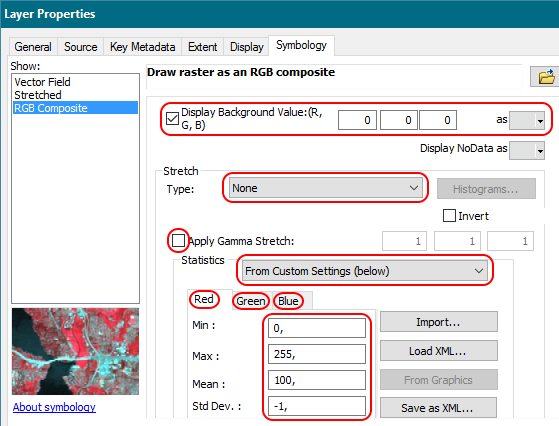 Layer Properties
General Source Key Metadata Extent Display Symbology
Show:
Vector Field
Stretched
RGB Composite
About symbology
Draw raster as an RGB composite
Display Background Value:(R, G, B) 0 0 0 as
Display NoData as
Stretch
Type: None Histograms...
Invert
Apply Gamma Stretch: 1 1 1
Statistics
From Custom Settings (below)
Red Green Blue
Min : 0, Import...
Max : 255, Load XML...
Mean : 100, From Graphics
Std Dev. : -1, Save as XML...